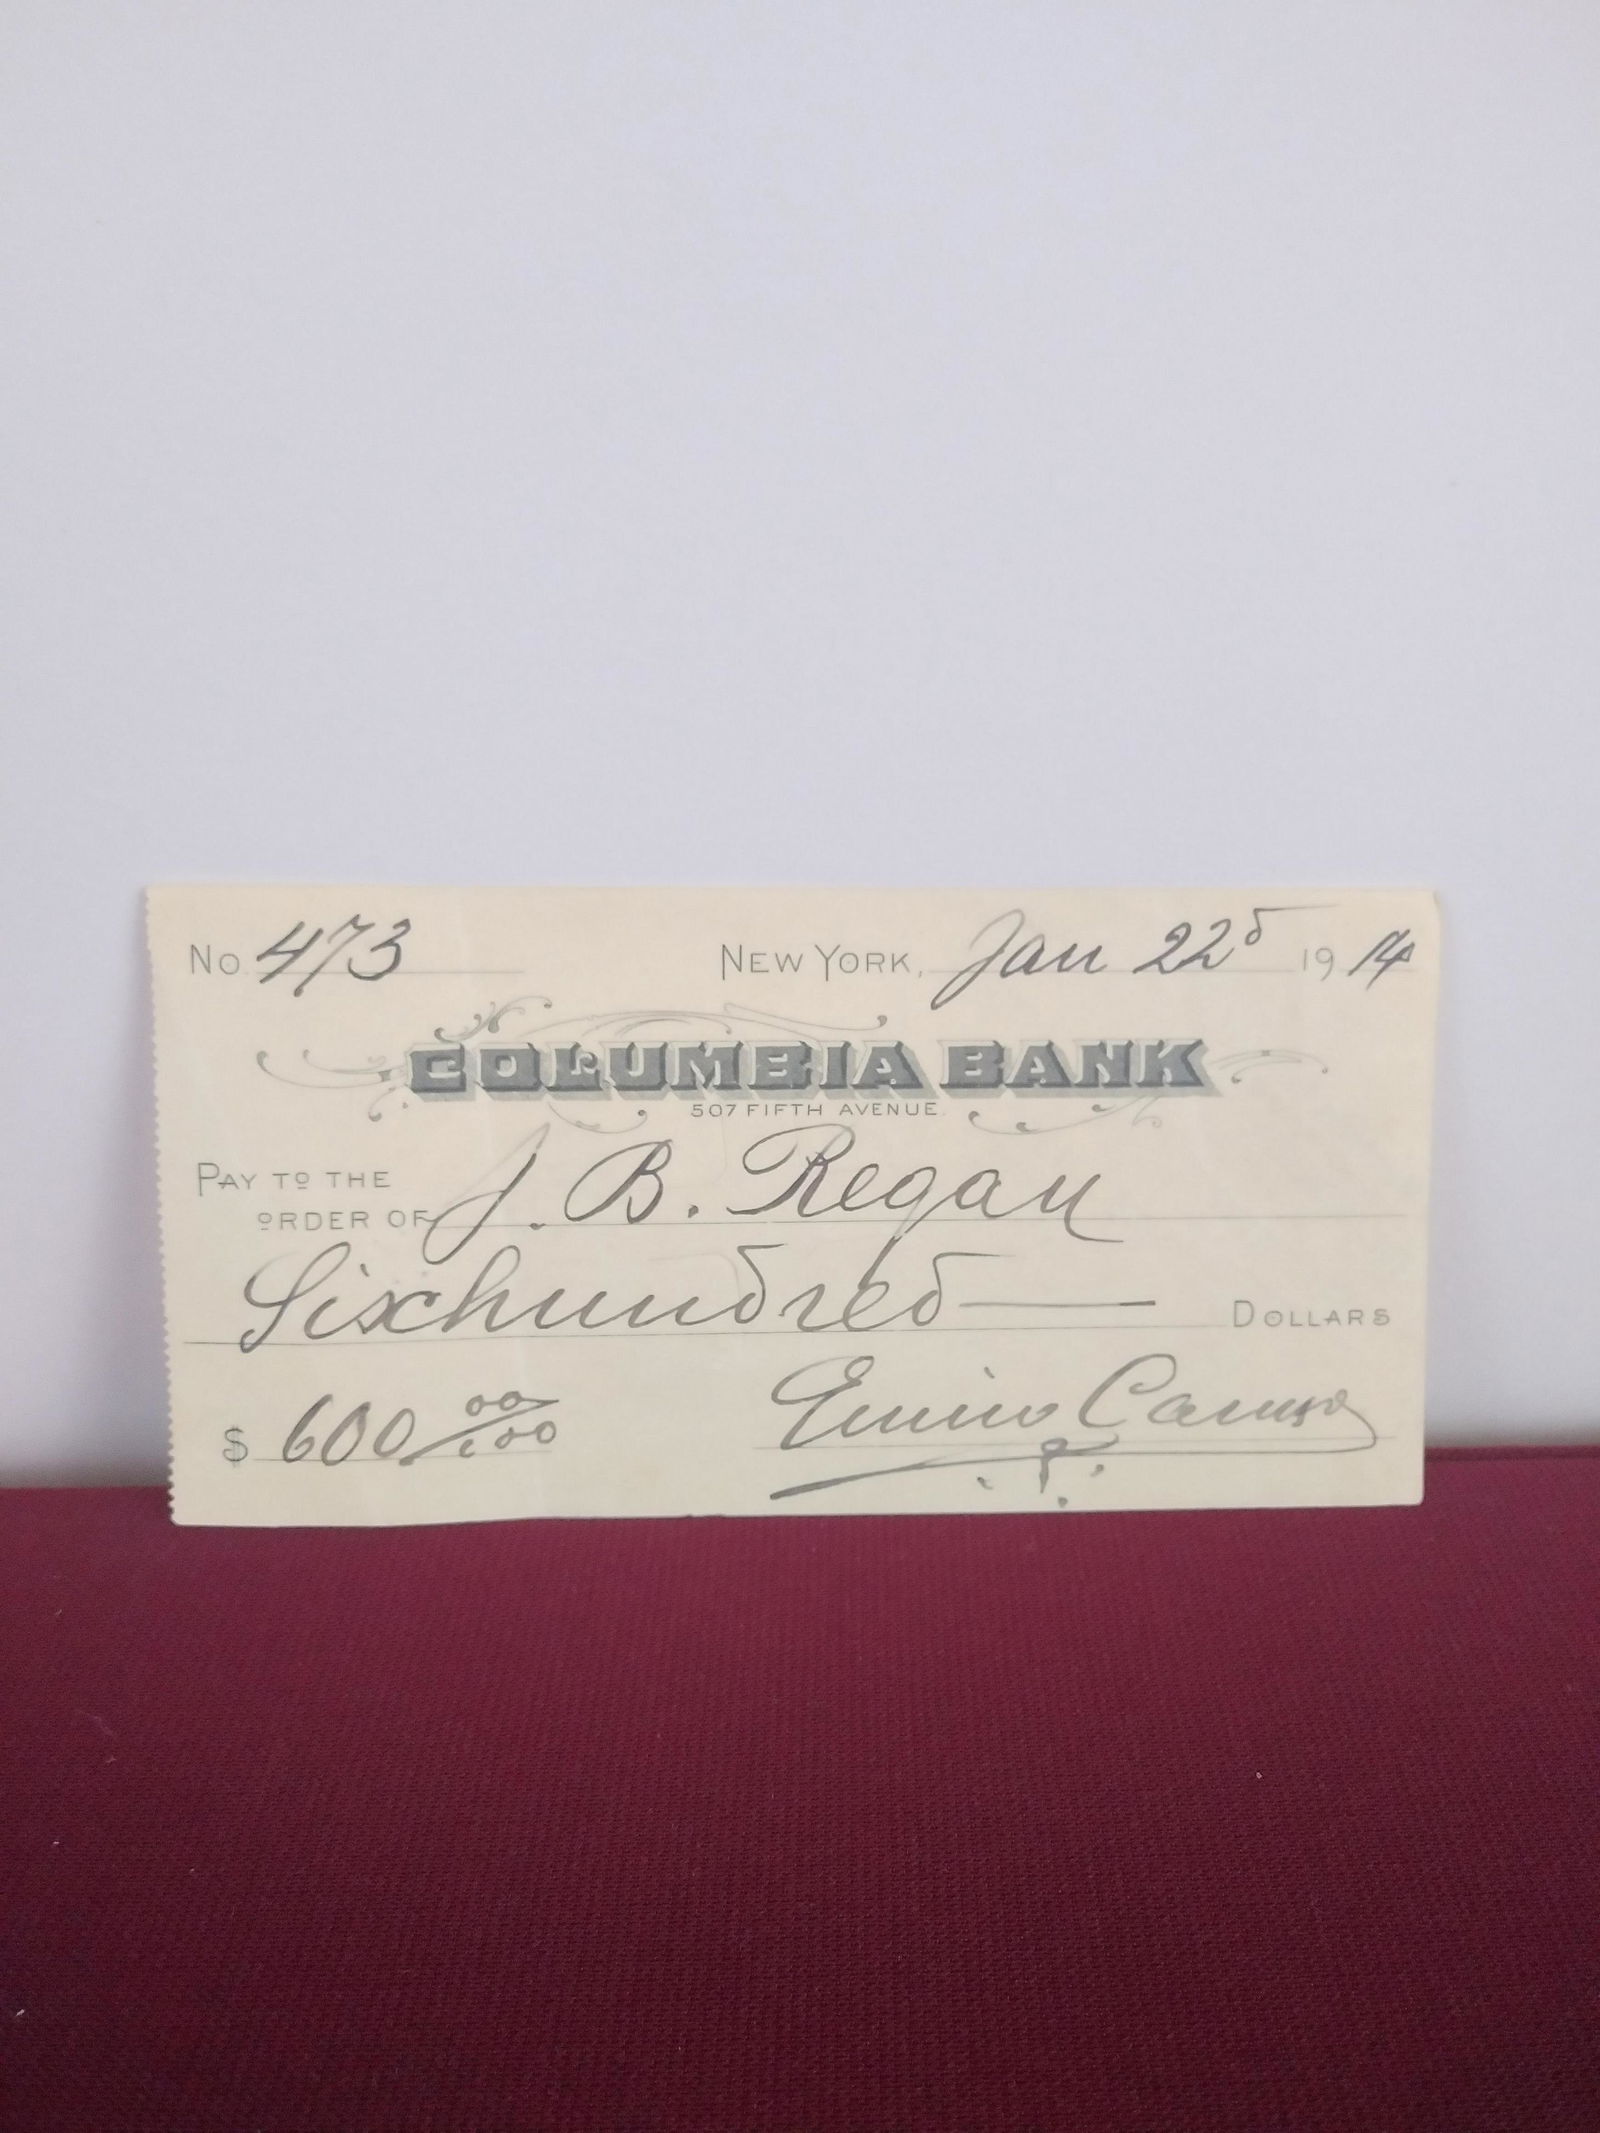 No. 473 New York, Jan 22d 1914
COLUMBIA BANK
507 FIFTH AVENUE.
PAY TO THE
ORDER OF J. B. Regan
Sixhundred — DOLLARS
$ 600 00/100 Enrico Caruso